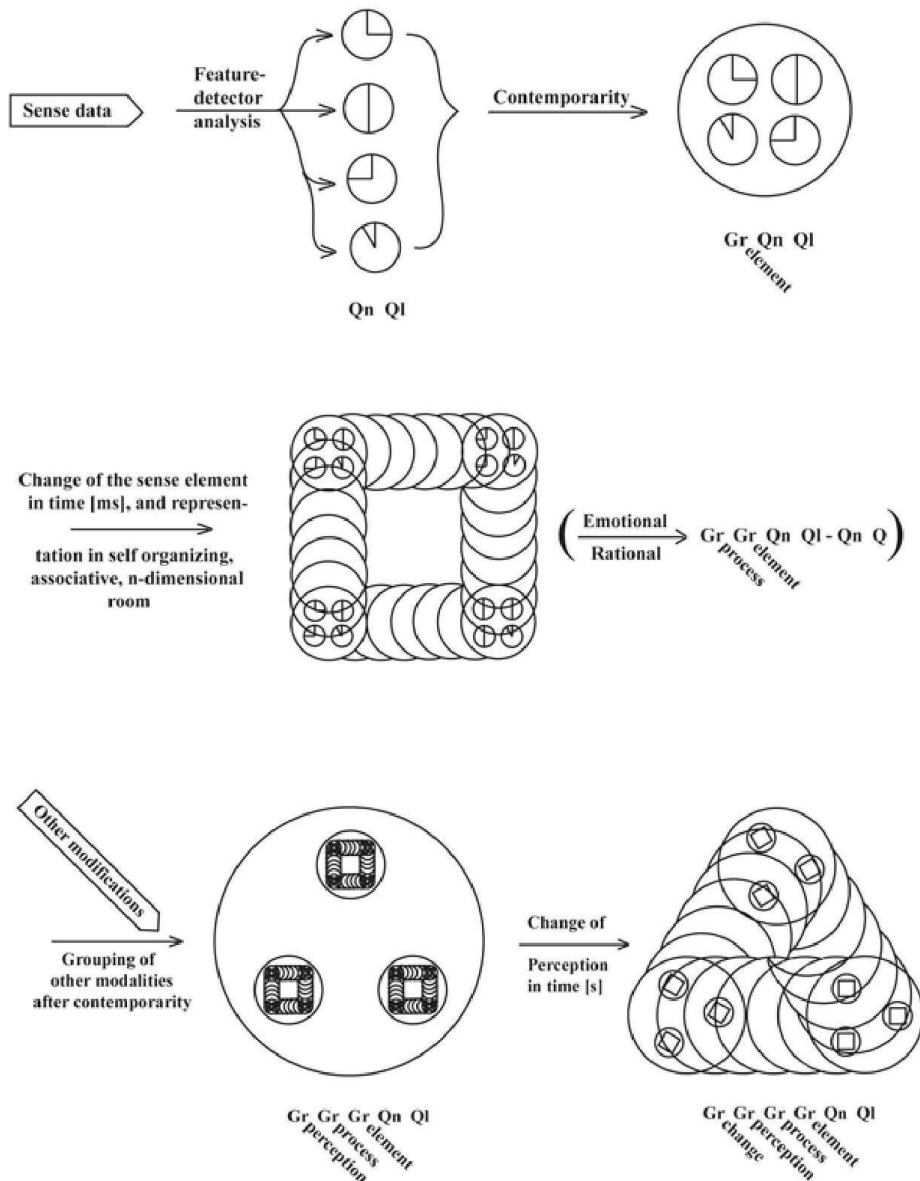 Sense data
Feature-
detector
analysis
Qn Ql
Contemporarity
Gr Qn Ql
element
Change of the sense element
in time [ms], and represen-
tation in self organizing,
associative, n-dimensional
room
Emotional
Rational
( Gr Gr Qn Ql - Qn Q )
element
process
Other modifications
Grouping of
other modalities
after contemporarity
Gr Gr Gr Qn Ql
element
process
perception
Change of
Perception
in time [s]
Gr Gr Gr Gr Qn Ql
element
process
perception
change